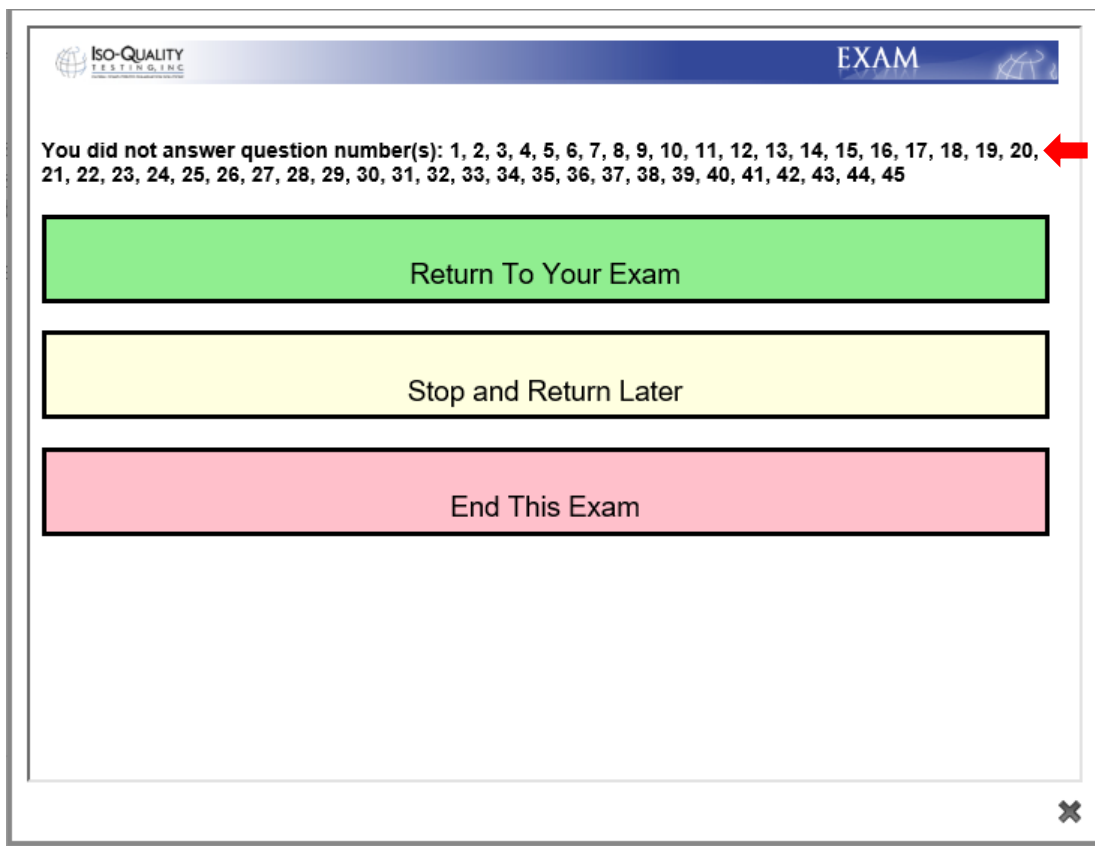 ISO-QUALITY
TESTING, INC
EXAM
You did not answer question number(s): 1, 2, 3, 4, 5, 6, 7, 8, 9, 10, 11, 12, 13, 14, 15, 16, 17, 18, 19, 20,
21, 22, 23, 24, 25, 26, 27, 28, 29, 30, 31, 32, 33, 34, 35, 36, 37, 38, 39, 40, 41, 42, 43, 44, 45
Return To Your Exam
Stop and Return Later
End This Exam